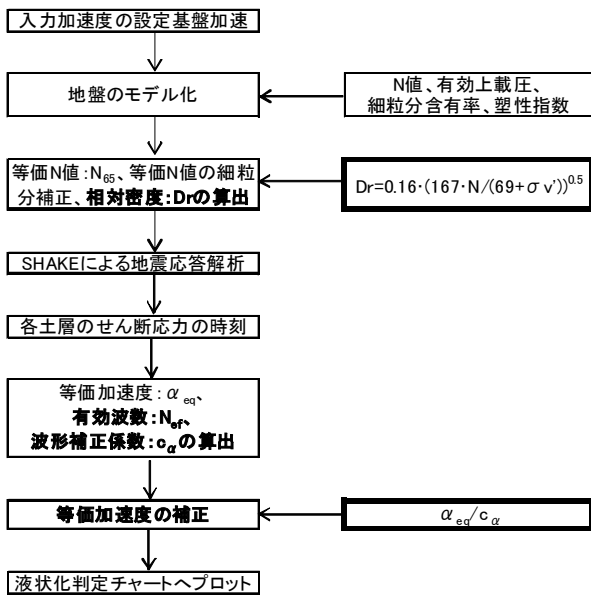 入力加速度の設定基盤加速
地盤のモデル化
N値、有効上載圧、
細粒分含有率、塑性指数
等価N値:N65、等価N値の細粒
分補正、相対密度:Drの算出
Dr=0.16·(167·N/(69+σv'))0.5
SHAKEによる地震応答解析
各土層のせん断応力の時刻
等価加速度:αeq、
有効波数:Nef、
波形補正係数:cαの算出
等価加速度の補正
αeq/cα
液状化判定チャートへプロット